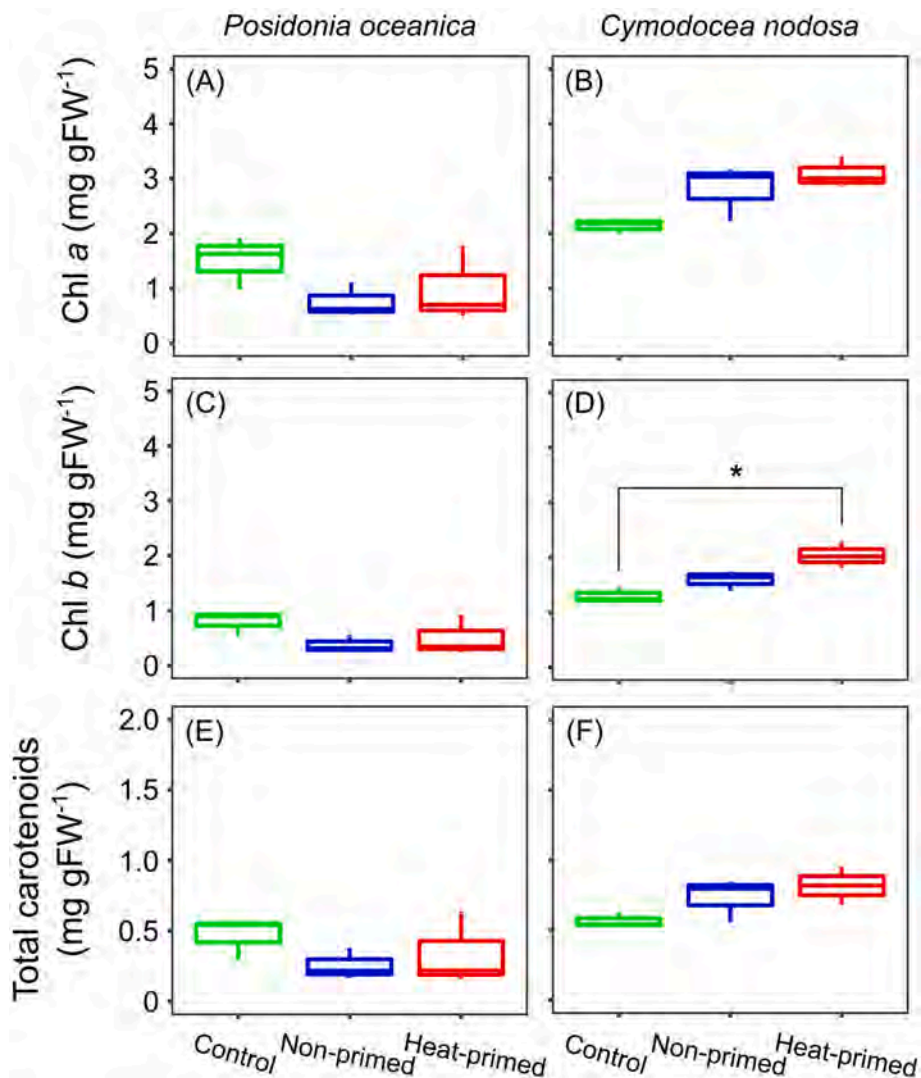 Posidonia oceanica Cymodocea nodosa
(A) (B)
Chl a (mg gFW⁻¹)
5
4
3
2
1
0
(C) (D)
Chl b (mg gFW⁻¹)
5
4
3
2
1
0
*
(E) (F)
Total carotenoids
(mg gFW⁻¹)
2.0
1.5
1.0
0.5
0
Control Non-primed Heat-primed Control Non-primed Heat-primed